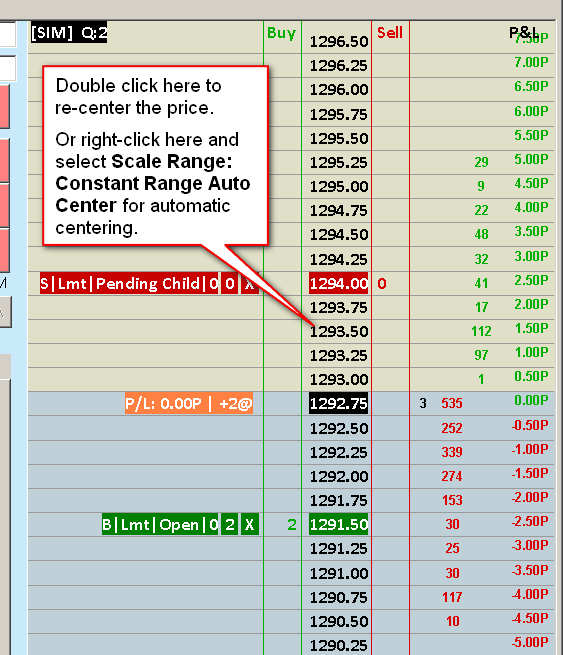 [SIM] Q:2 Buy 1296.50 Sell P&L 7.50P
1296.25 7.00P
1296.00 6.50P
1295.75 6.00P
1295.50 5.50P
1295.25 29 5.00P
1295.00 9 4.50P
1294.75 22 4.00P
1294.50 48 3.50P
1294.25 32 3.00P
Double click here to
re-center the price.
Or right-click here and
select Scale Range:
Constant Range Auto
Center for automatic
centering.
S|Lmt|Pending Child|0 0 X 1294.00 0 41 2.50P
M
1293.75 17 2.00P
1293.50 112 1.50P
1293.25 97 1.00P
1293.00 1 0.50P
P/L: 0.00P | +2@ 1292.75 3 535 0.00P
1292.50 252 -0.50P
1292.25 339 -1.00P
1292.00 274 -1.50P
1291.75 153 -2.00P
B|Lmt|Open|0 2 X 2 1291.50 30 -2.50P
1291.25 25 -3.00P
1291.00 30 -3.50P
1290.75 117 -4.00P
1290.50 10 -4.50P
1290.25 -5.00P